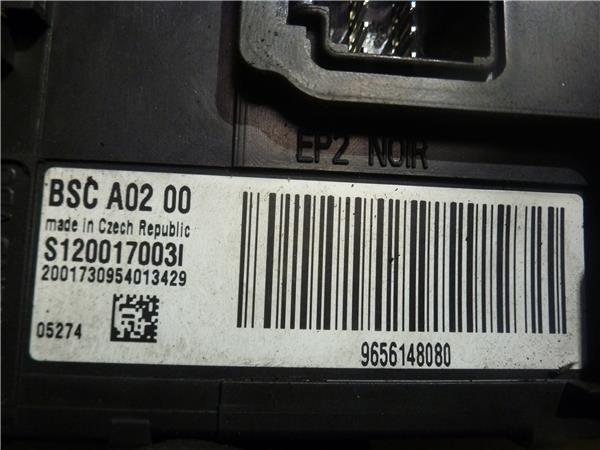 EP2 NOIR
BSC A02 00
made in Czech Republic
S120017003I
2001730954013429
05274
9656148080